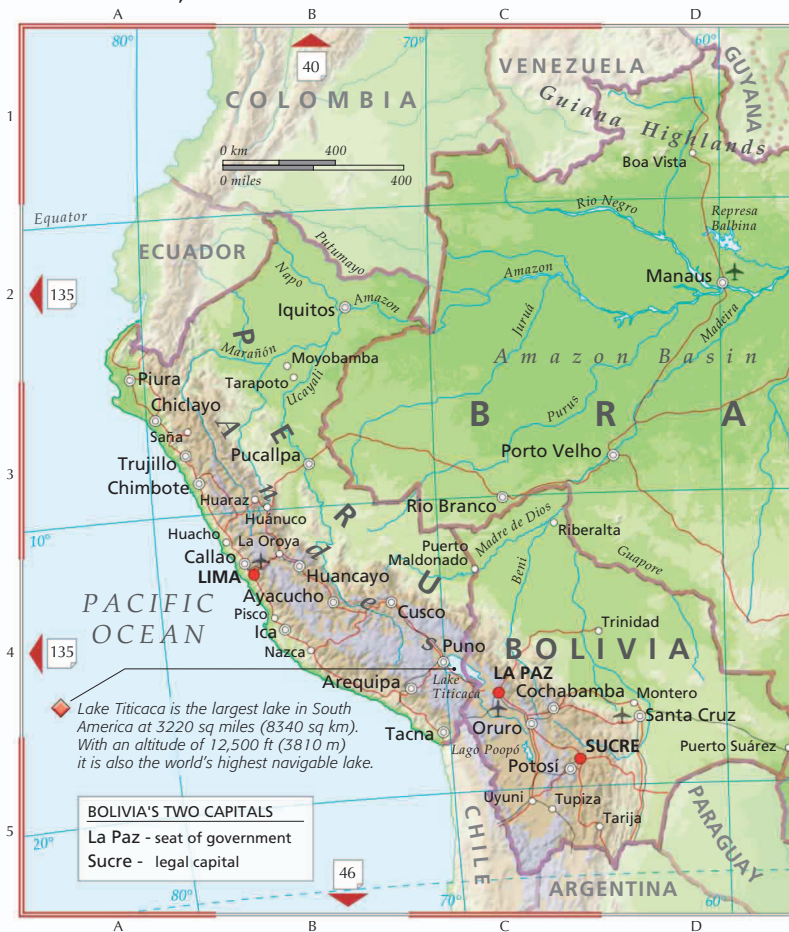 A B C D
80° 70° 60°
40
VENEZUELA
GUYANA
COLOMBIA
Guiana Highlands
1
0 km 400
0 miles 400
Boa Vista
Equator
Rio Negro
Represa
Balbina
ECUADOR
Putumayo
Napo
Amazon
Manaus
2
135
Iquitos
Amazon
Juruá
Madeira
Marañón
Moyobamba
Amazon Basin
Tarapoto
Ucayali
Piura
Purus
BRA
Chiclayo
Saña
PERU
Andes
Trujillo
Pucallpa
Porto Velho
3
Chimbote
Huaraz
Rio Branco
Huánuco
Madre de Dios
Riberalta
10°
Huacho
La Oroya
Puerto
Maldonado
Beni
Guapore
Callao
LIMA
Huancayo
Ayacucho
PACIFIC
OCEAN
Cusco
Pisco
Trinidad
Ica
Puno
BOLIVIA
4
135
Nazca
LA PAZ
Arequipa
Lake
Titicaca
Cochabamba
Montero
Lake Titicaca is the largest lake in South
America at 3220 sq miles (8340 sq km).
With an altitude of 12,500 ft (3810 m)
it is also the world's highest navigable lake.
Santa Cruz
Oruro
Tacna
Lago Poopó
SUCRE
Puerto Suárez
Potosí
Uyuni
Tupiza
Tarija
BOLIVIA'S TWO CAPITALS
La Paz - seat of government
Sucre - legal capital
5
20°
CHILE
PARAGUAY
ARGENTINA
46
80° 70° 60°
A B C D